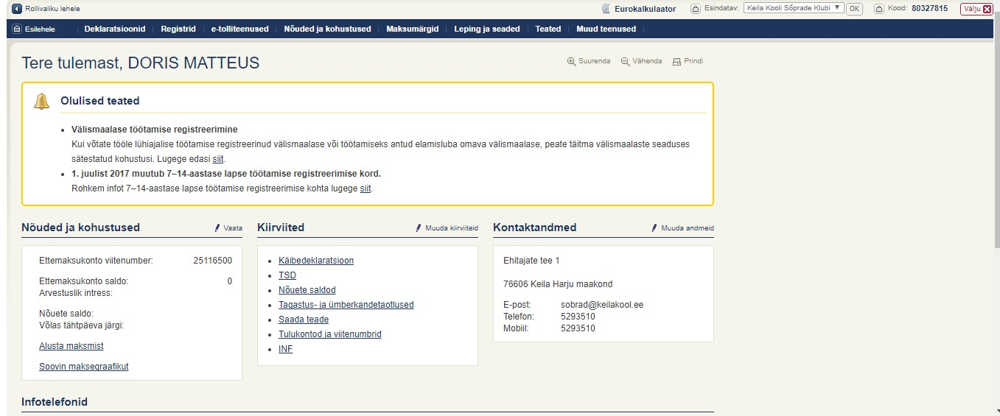 Rollivaliku lehele
Eurokalkulaator
Esindatav: Keila Kooli Sõprade Klubi OK
Kood: 80327815
Välju
Esilehele Deklaratsioonid Registrid e-tolliteenused Nõuded ja kohustused Maksumärgid Leping ja seaded Teated Muud teenused
Tere tulemast, DORIS MATTEUS
Suurenda Vähenda Prindi
Olulised teated
Välismaalase töötamise registreerimine
Kui võtate tööle lühiajalise töötamise registreerinud välismaalase või töötamiseks antud elamisluba omava välismaalase, peate täitma välismaalaste seaduses
sätestatud kohustusi. Lugege edasi siit.
1. juulist 2017 muutub 7–14-aastase lapse töötamise registreerimise kord.
Rohkem infot 7–14-aastase lapse töötamise registreerimise kohta lugege siit.
Nõuded ja kohustused Vaata
Ettemaksukonto viitenumber: 25116500
Ettemaksukonto saldo: 0
Arvestuslik intress:
Nõuete saldo:
Võlas tähtpäeva järgi:
Alusta maksmist
Soovin maksegraafikut
Kiirviited Muuda kiirviiteid
Käibedeklaratsioon
TSD
Nõuete saldod
Tagastus- ja ümberkandetaotlused
Saada teade
Tulukontod ja viitenumbrid
INF
Kontaktandmed Muuda andmeid
Ehitajate tee 1
76606 Keila Harju maakond
E-post: sobrad@keilakool.ee
Telefon: 5293510
Mobiil: 5293510
Infotelefonid